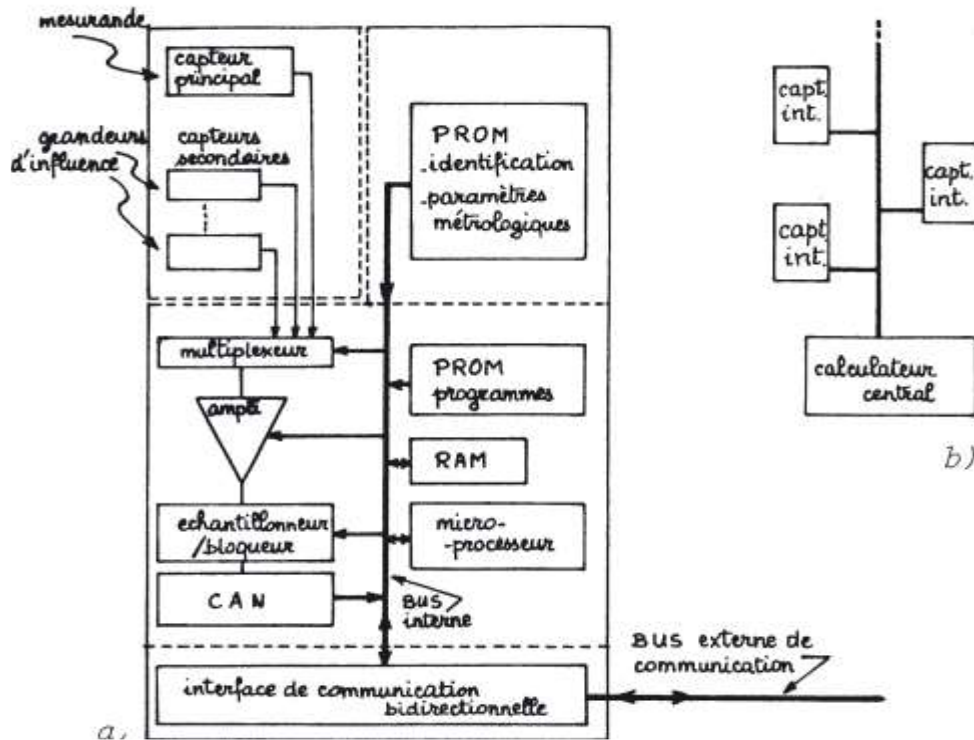 mesurande
capteur
principal
grandeurs
d'influence
capteurs
secondaires
PROM
-identification
-paramètres
métrologiques
multiplexeur
ampli
echantillonneur
/bloqueur
CAN
PROM
programmes
RAM
micro-
-processeur
BUS
interne
interface de communication
bidirectionnelle
BUS externe de
communication
a)
capt.
int.
capt.
int.
capt.
int.
calculateur
central
b)